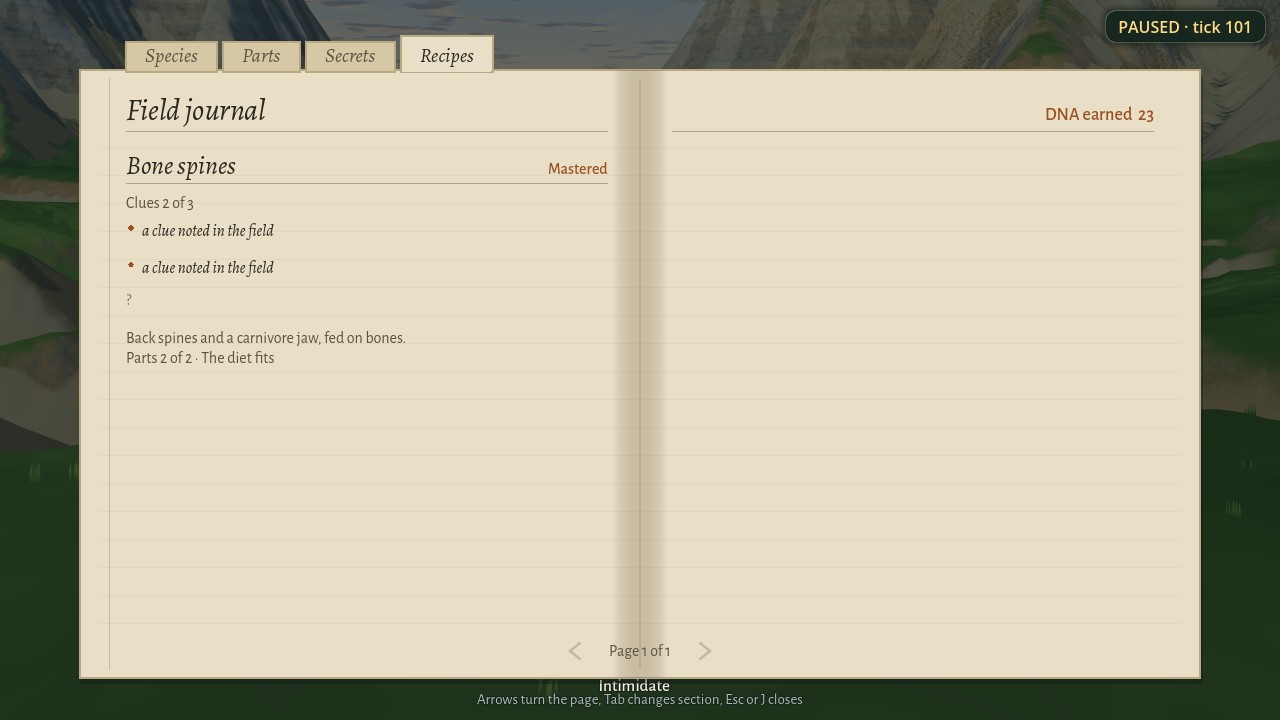 PAUSED · tick 101
Species
Parts
Secrets
Recipes
Field journal
DNA earned 23
Bone spines
Mastered
Clues 2 of 3
a clue noted in the field
a clue noted in the field
?
Back spines and a carnivore jaw, fed on bones.
Parts 2 of 2 · The diet fits
Page 1 of 1
Intimidate
Arrows turn the page, Tab changes section, Esc or J closes